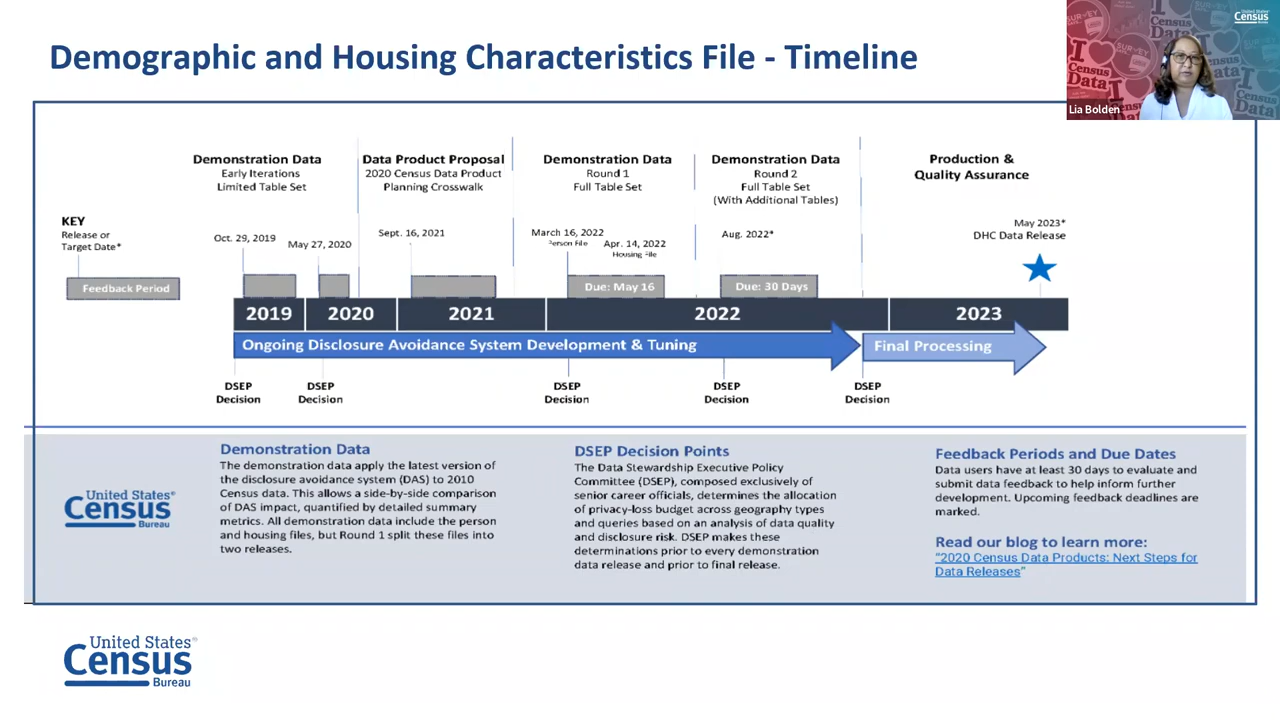 Demographic and Housing Characteristics File - Timeline
United States
Census
Bureau
Lia Bolden
I
Census
Data
Demonstration Data
Early Iterations
Limited Table Set
Data Product Proposal
2020 Census Data Product
Planning Crosswalk
Demonstration Data
Round 1
Full Table Set
Demonstration Data
Round 2
Full Table Set
(With Additional Tables)
Production &
Quality Assurance
KEY
Release or
Target Date*
Feedback Period
Oct. 29, 2019
May 27, 2020
Sept. 16, 2021
March 16, 2022
Person File
Apr. 14, 2022
Housing File
Aug. 2022*
May 2023*
DHC Data Release
Due: May 16
Due: 30 Days
2019
2020
2021
2022
2023
Ongoing Disclosure Avoidance System Development & Tuning
Final Processing
DSEP
Decision
DSEP
Decision
DSEP
Decision
DSEP
Decision
DSEP
Decision
United States®
Census
Bureau
Demonstration Data
The demonstration data apply the latest version of
the disclosure avoidance system (DAS) to 2010
Census data. This allows a side-by-side comparison
of DAS impact, quantified by detailed summary
metrics. All demonstration data include the person
and housing files, but Round 1 split these files into
two releases.
DSEP Decision Points
The Data Stewardship Executive Policy
Committee (DSEP), composed exclusively of
senior career officials, determines the allocation
of privacy-loss budget across geography types
and queries based on an analysis of data quality
and disclosure risk. DSEP makes these
determinations prior to every demonstration
data release and prior to final release.
Feedback Periods and Due Dates
Data users have at least 30 days to evaluate and
submit data feedback to help inform further
development. Upcoming feedback deadlines are
marked.
Read our blog to learn more:
"2020 Census Data Products: Next Steps for
Data Releases"
United States®
Census
Bureau